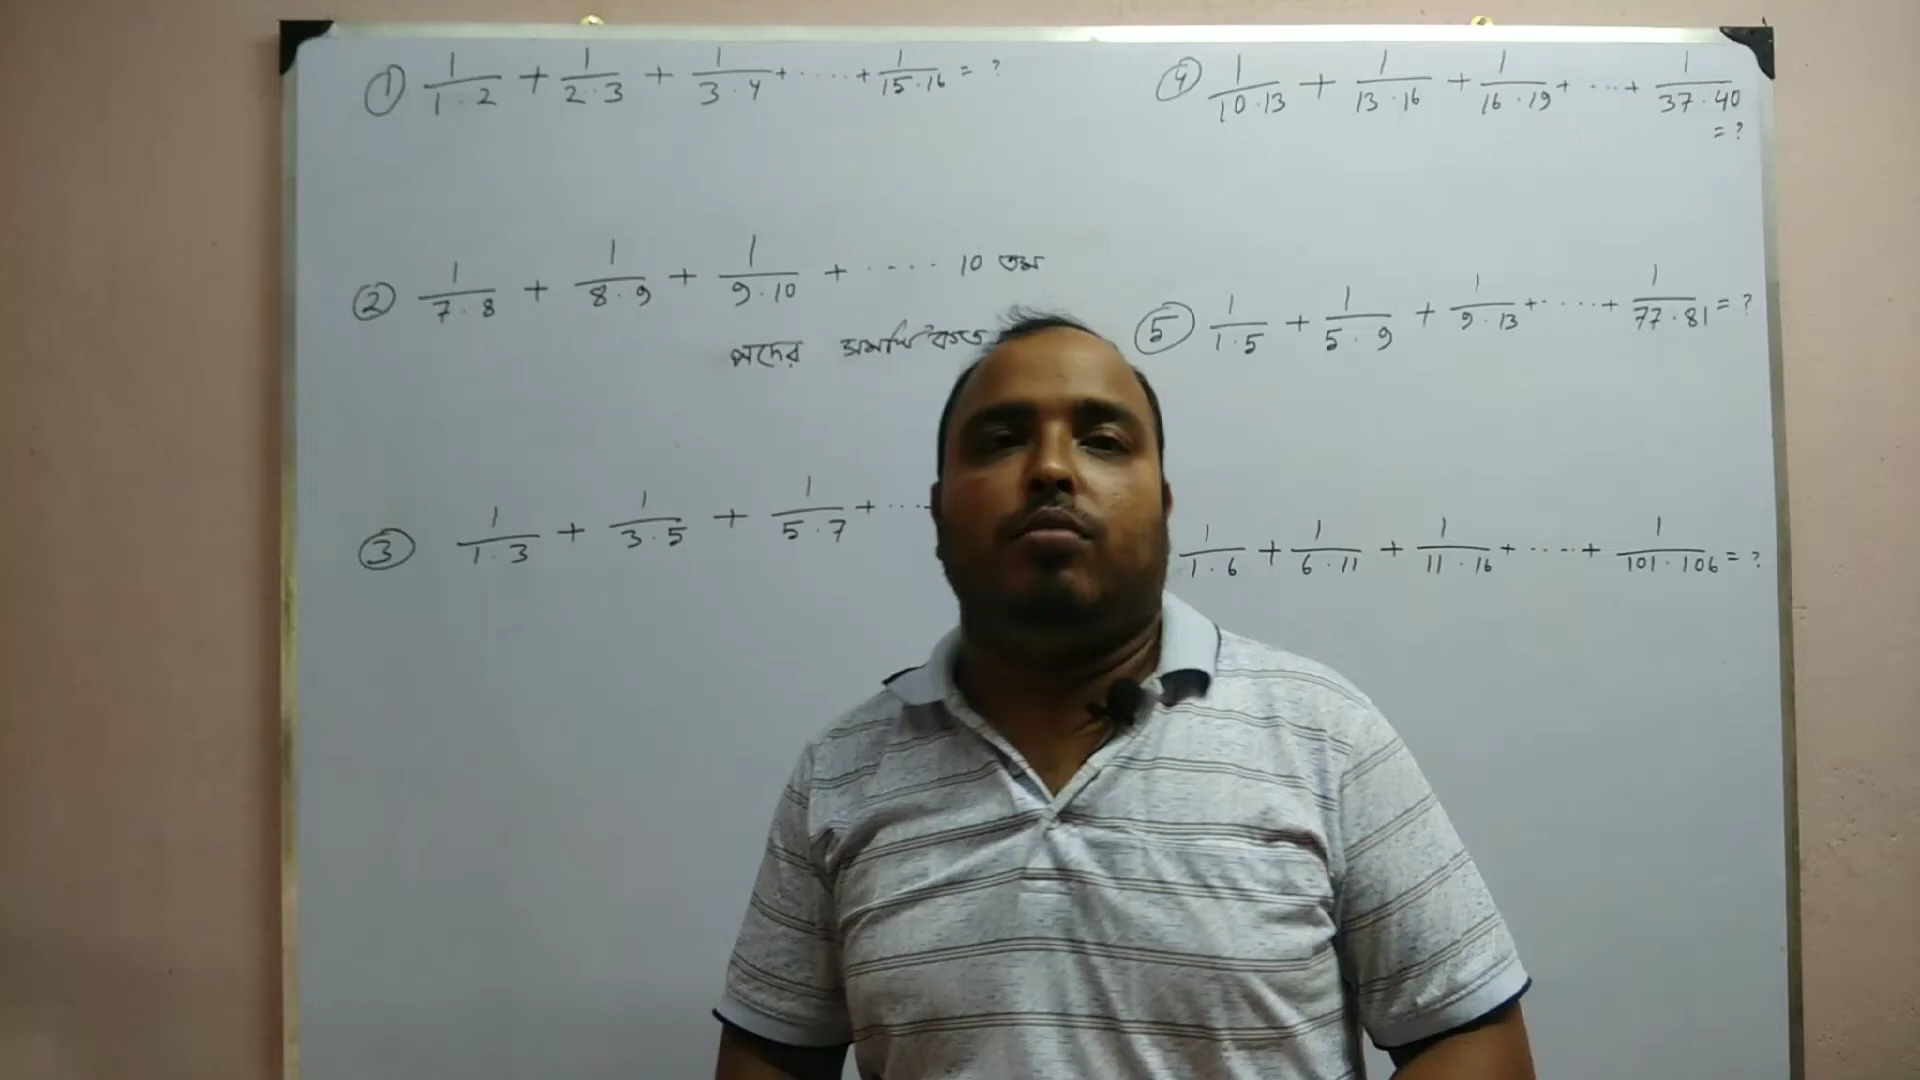 ① 1/1·2 + 1/2·3 + 1/3·4 + ····· + 1/15·16 = ?
② 1/7·8 + 1/8·9 + 1/9·10 + ····· 10 তম
পদের সমষ্টি কত
③ 1/1·3 + 1/3·5 + 1/5·7 + ····
④ 1/10·13 + 1/13·16 + 1/16·19 + ···· + 1/37·40
= ?
⑤ 1/1·5 + 1/5·9 + 1/9·13 + ····· + 1/77·81 = ?
1/1·6 + 1/6·11 + 1/11·16 + ····· + 1/101·106 = ?